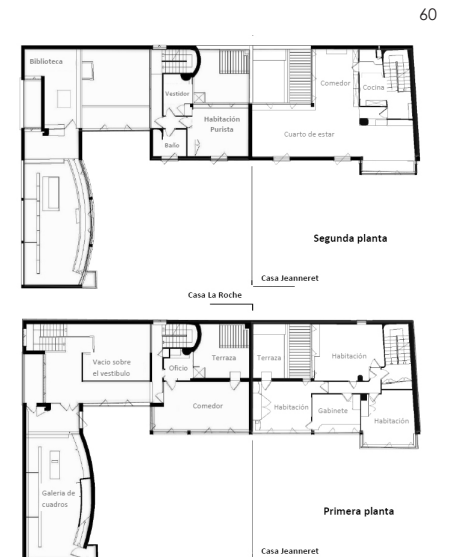 60
Biblioteca
Vestidor
Baño
Habitación
Purista
Comedor
Cocina
Cuarto de estar
Segunda planta
Casa Jeanneret
Casa La Roche
Vacío sobre
el vestíbulo
Oficio
Terraza
Terraza
Habitación
Comedor
Habitación
Gabinete
Habitación
Galería de
cuadros
Primera planta
Casa Jeanneret